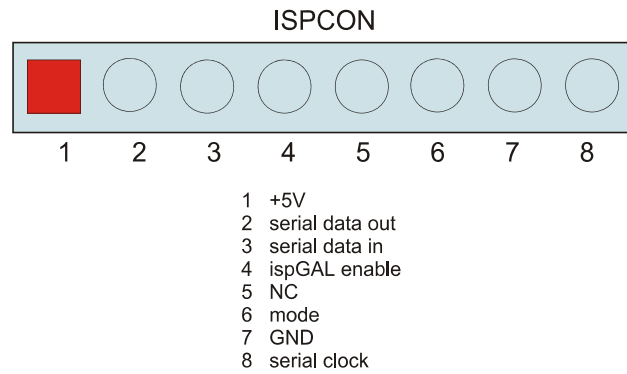 ISPCON
1 2 3 4 5 6 7 8
1 +5V
2 serial data out
3 serial data in
4 ispGAL enable
5 NC
6 mode
7 GND
8 serial clock